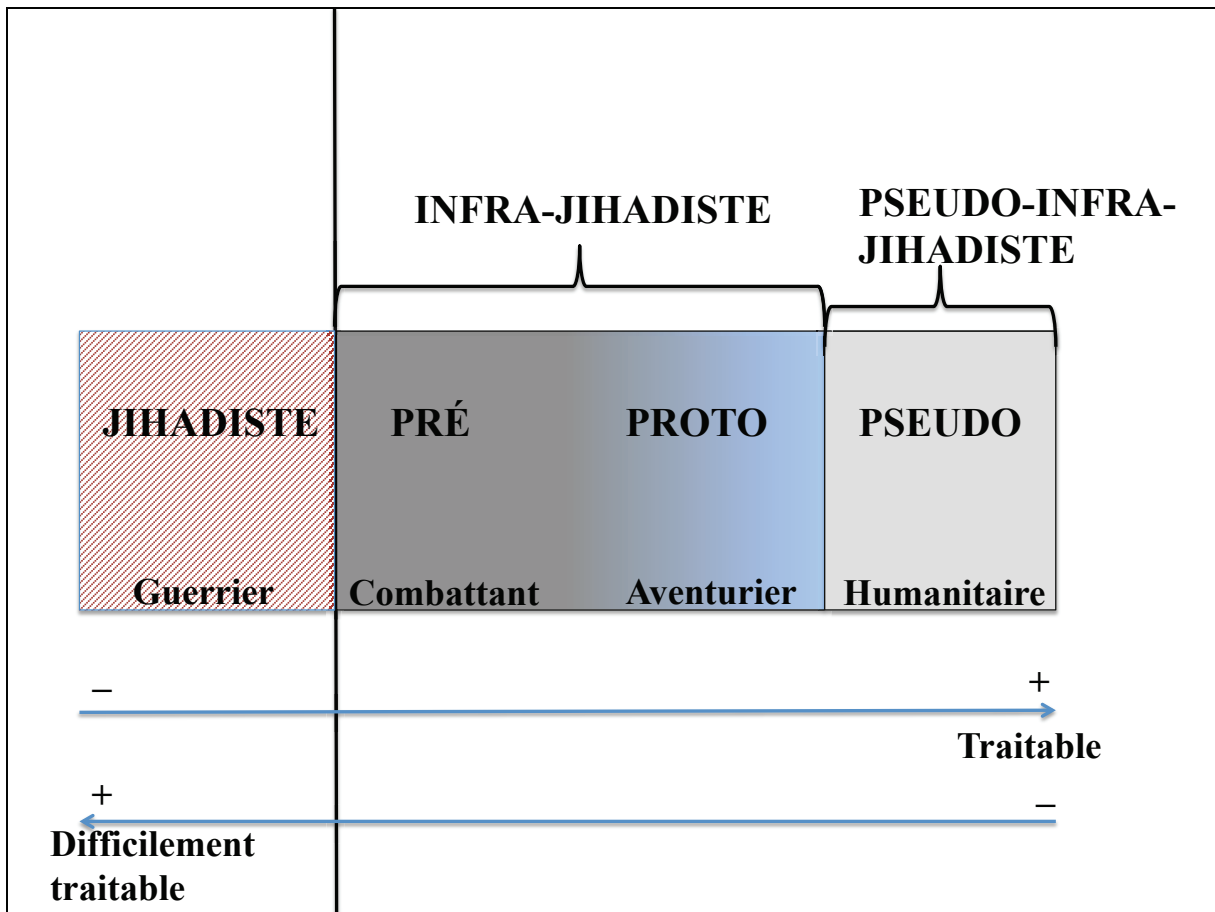 INFRA-JIHADISTE
PSEUDO-INFRA-
JIHADISTE
JIHADISTE
PRÉ
PROTO
PSEUDO
Guerrier
Combattant
Aventurier
Humanitaire
–
+
Traitable
+
–
Difficilement
traitable